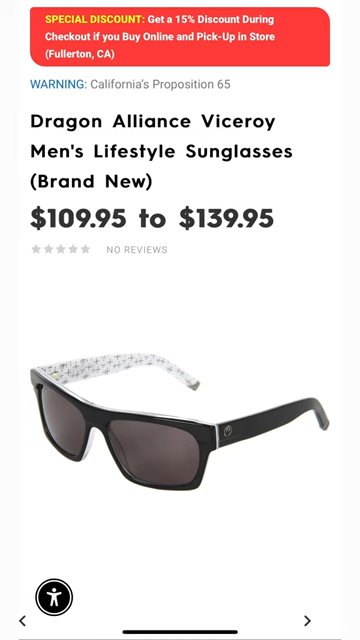 SPECIAL DISCOUNT: Get a 15% Discount During
Checkout if you Buy Online and Pick-Up in Store
(Fullerton, CA)
WARNING: California's Proposition 65
Dragon Alliance Viceroy
Men's Lifestyle Sunglasses
(Brand New)
$109.95 to $139.95
NO REVIEWS